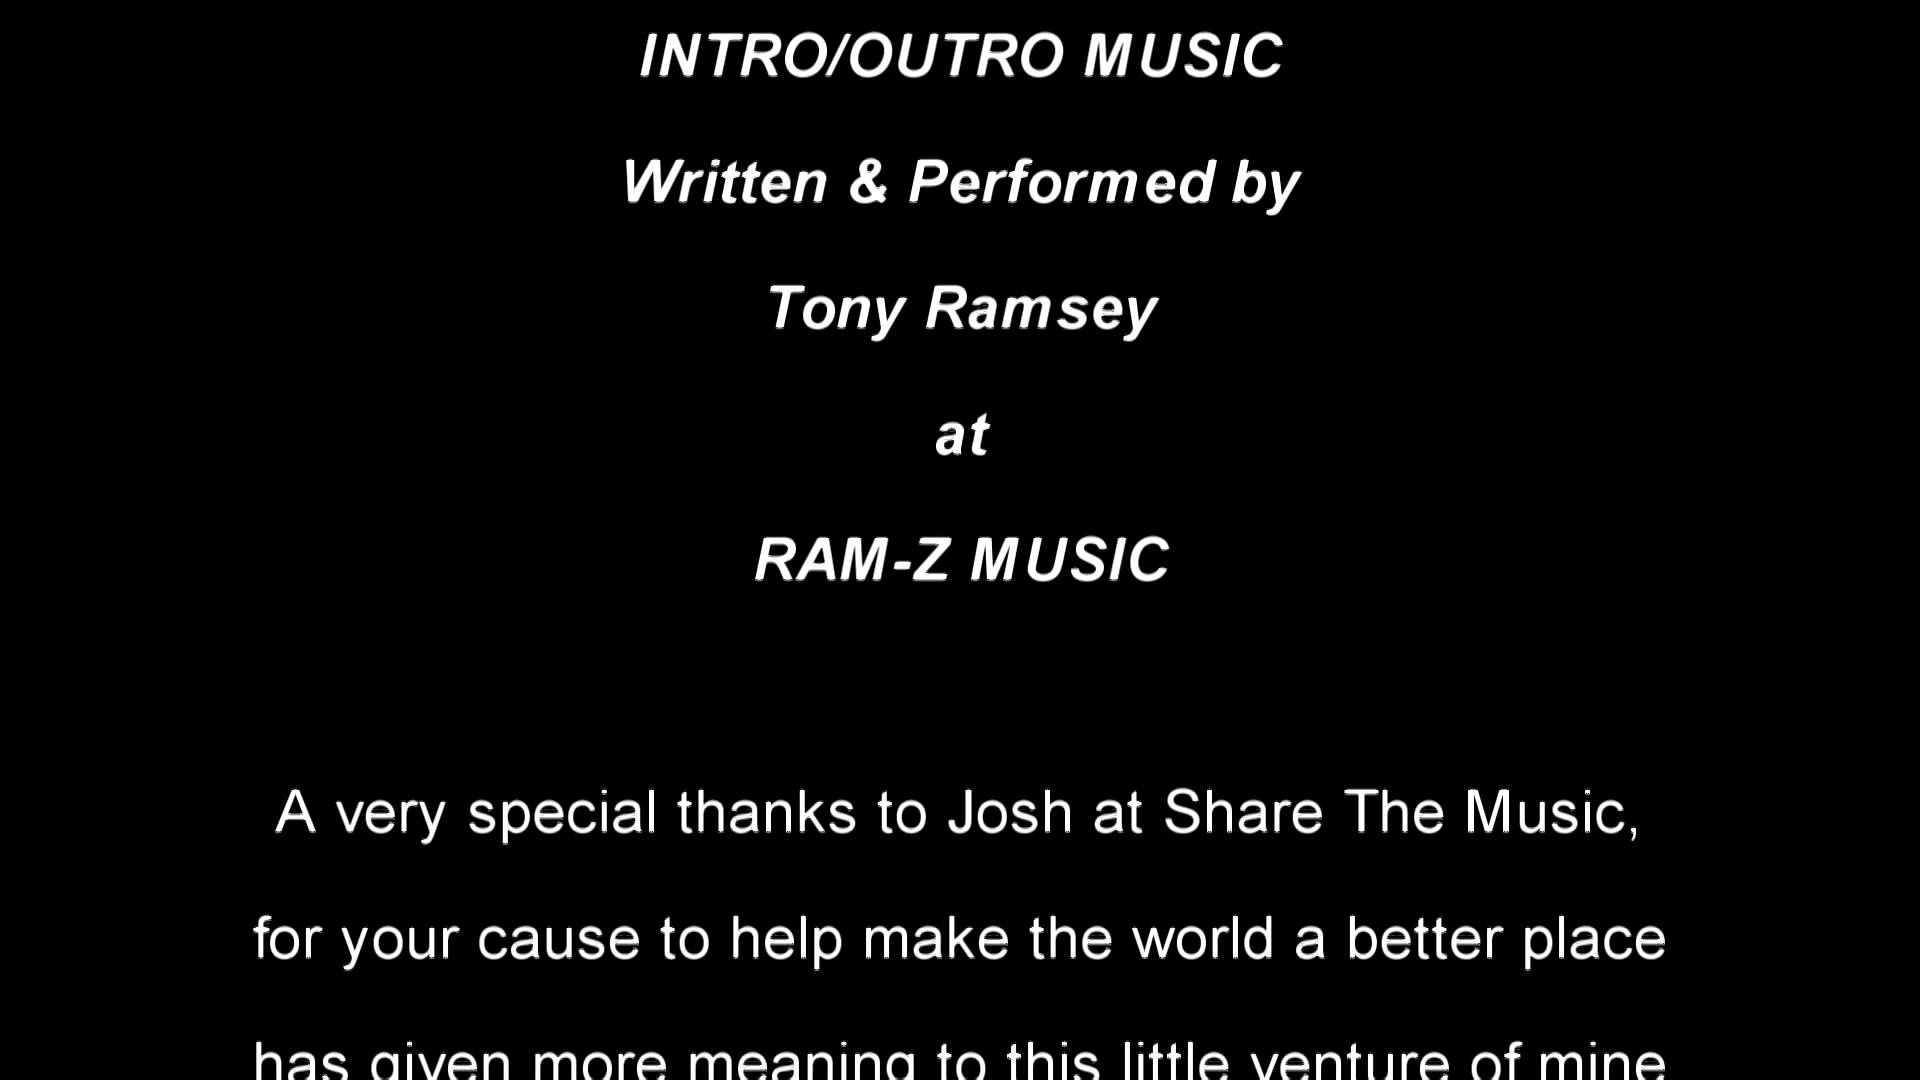 INTRO/OUTRO MUSIC
Written & Performed by
Tony Ramsey
at
RAM-Z MUSIC
A very special thanks to Josh at Share The Music,
for your cause to help make the world a better place
has given more meaning to this little venture of mine